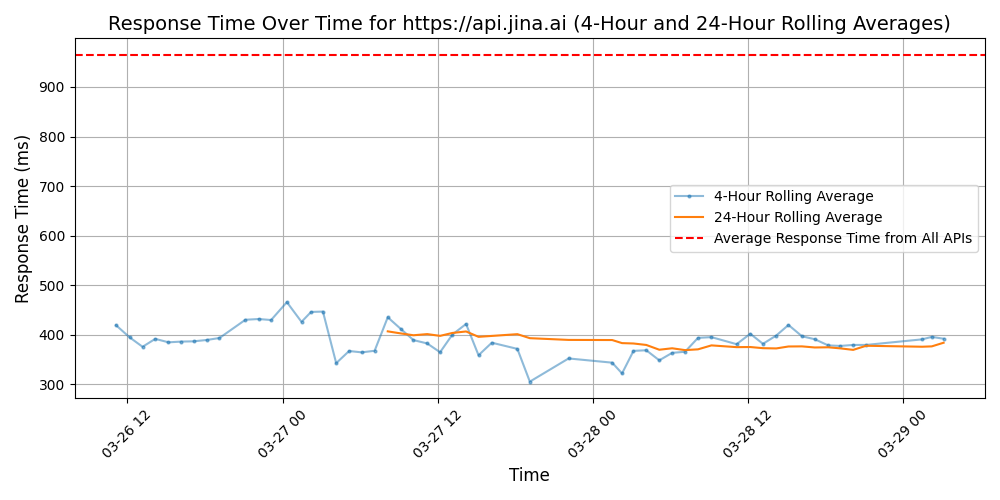 Response Time Over Time for https://api.jina.ai (4-Hour and 24-Hour Rolling Averages)
Response Time (ms)
900
800
700
600
500
400
300
4-Hour Rolling Average
24-Hour Rolling Average
Average Response Time from All APIs
03-26 12
03-27 00
03-27 12
03-28 00
03-28 12
03-29 00
Time